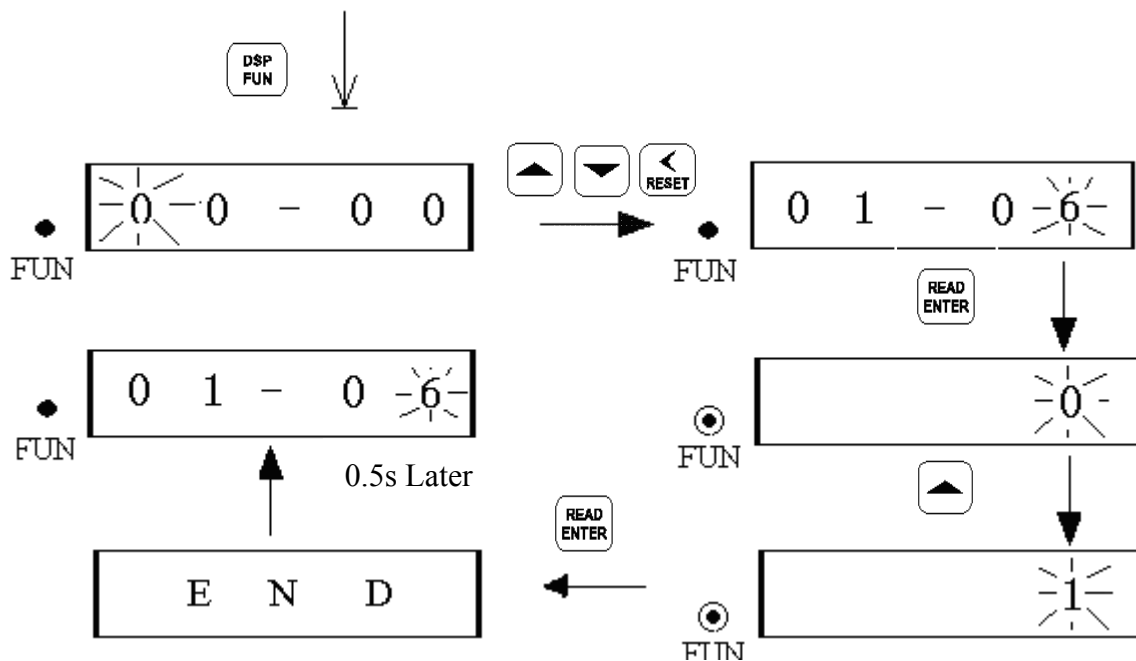 DSP
FUN
0 0 - 0 0
FUN
<
RESET
0 1 - 0 6
FUN
READ
ENTER
0
FUN
1
FUN
READ
ENTER
E N D
0.5s Later
0 1 - 0 6
FUN